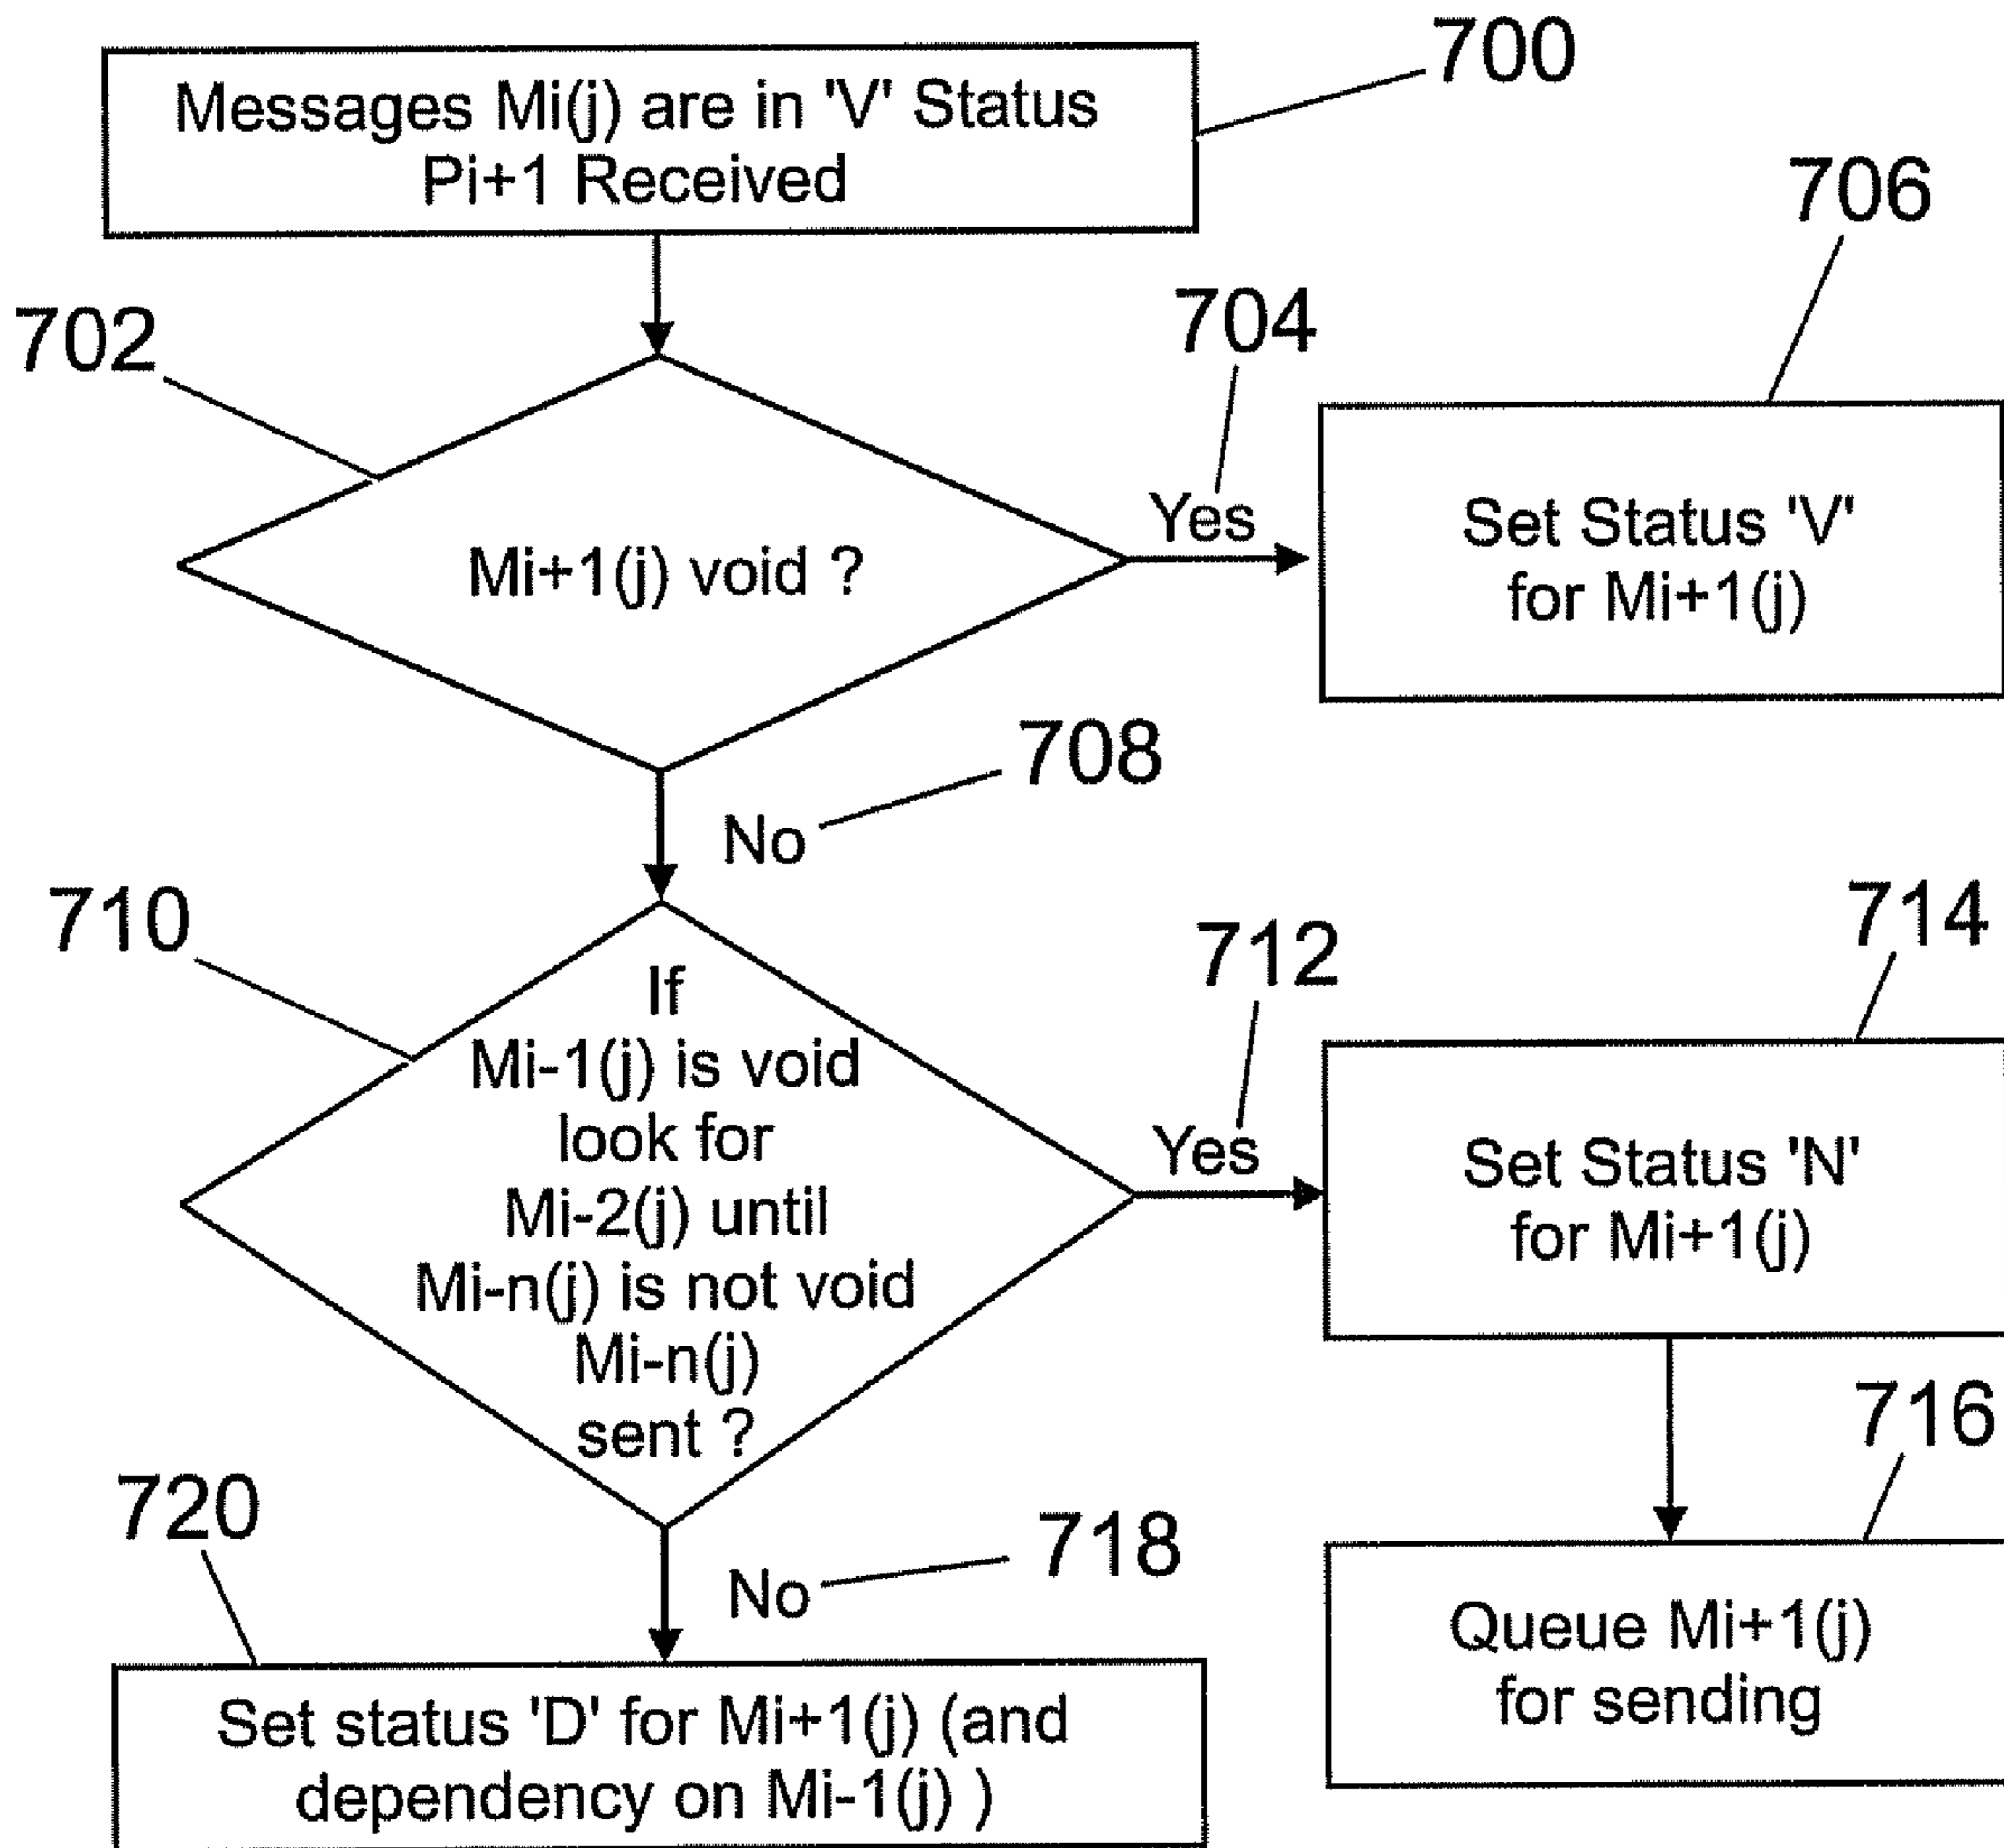 700
Messages Mi(j) are in 'V' Status
Pi+1 Received
706
704
702
Yes
Set Status 'V'
for Mi+1(j)
Mi+1(j) void ?
708
No
710
712
714
If
Mi-1(j) is void
look for
Mi-2(j) until
Mi-n(j) is not void
Mi-n(j)
sent ?
Yes
Set Status 'N'
for Mi+1(j)
716
720
718
No
Queue Mi+1(j)
for sending
Set status 'D' for Mi+1(j) (and
dependency on Mi-1(j) )